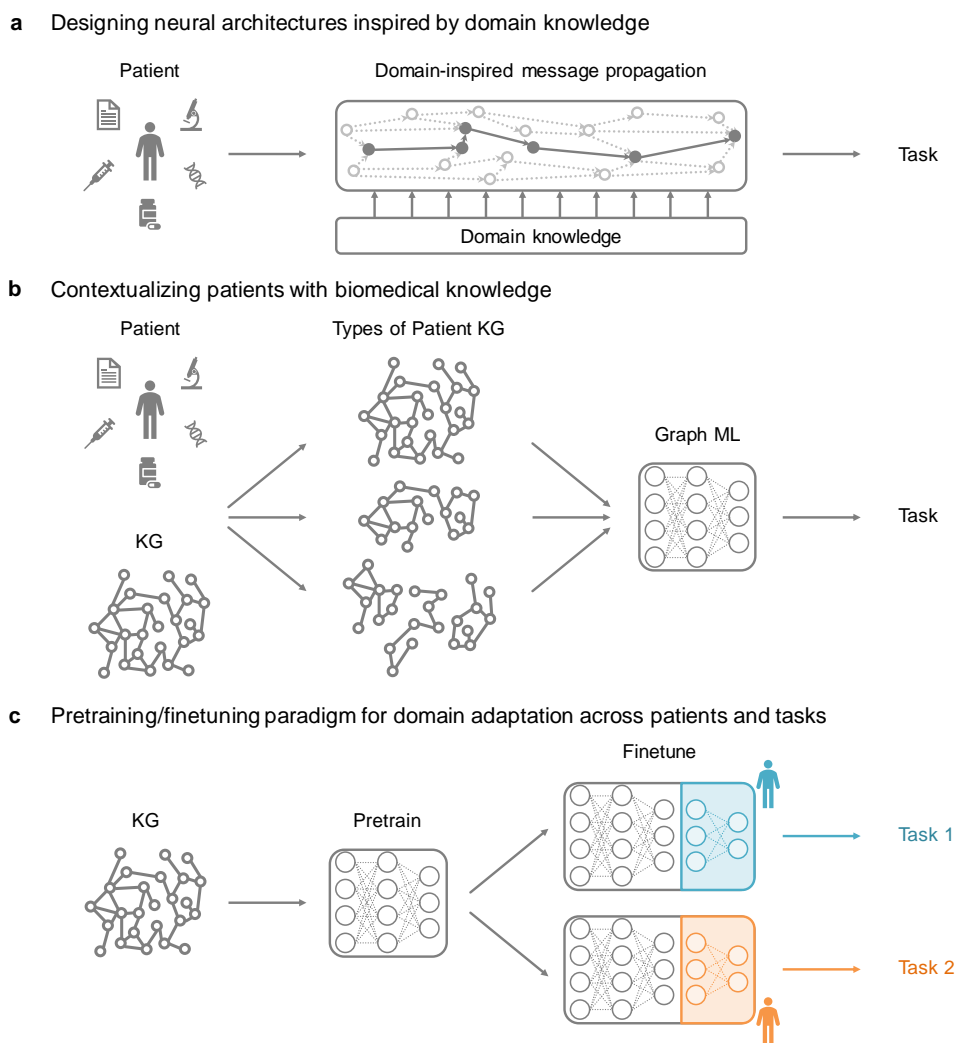 a Designing neural architectures inspired by domain knowledge
Patient
Domain-inspired message propagation
Task
Domain knowledge
b Contextualizing patients with biomedical knowledge
Patient
Types of Patient KG
Graph ML
Task
KG
c Pretraining/finetuning paradigm for domain adaptation across patients and tasks
Finetune
KG
Pretrain
Task 1
Task 2